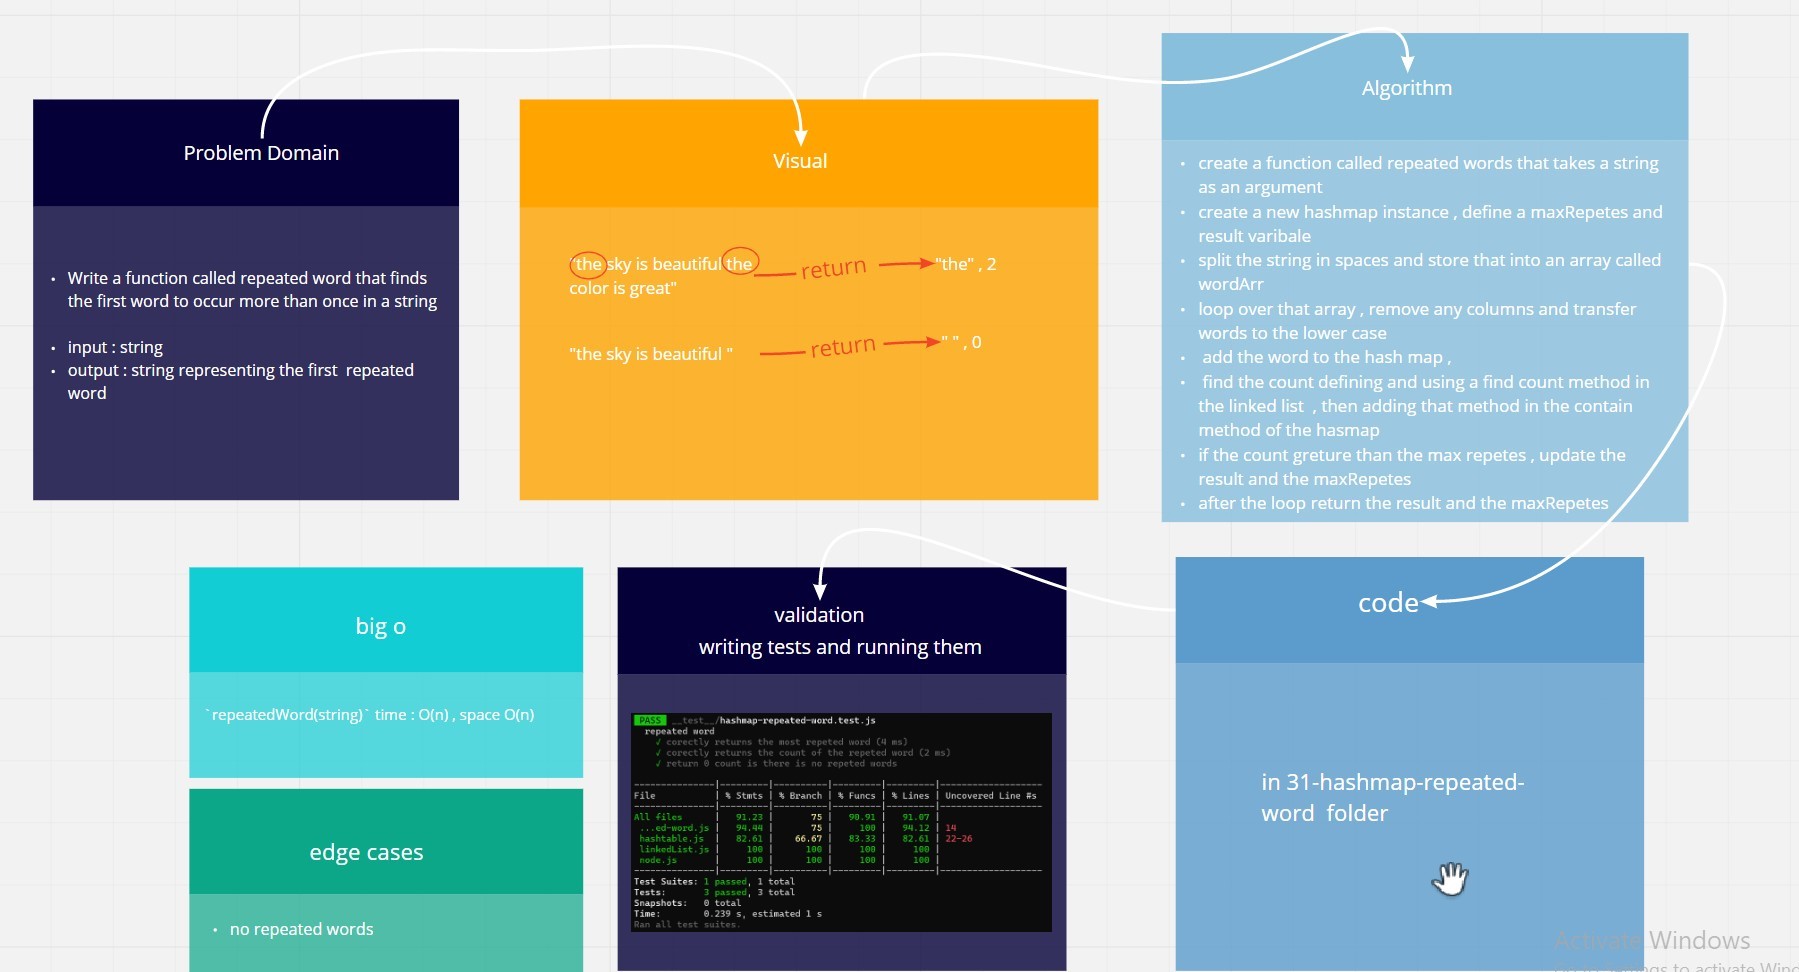 Problem Domain
• Write a function called repeated word that finds
the first word to occur more than once in a string
• input : string
• output : string representing the first repeated
word
Visual
"the sky is beautiful the
color is great"
return
"the" , 2
"the sky is beautiful "
return
" " , 0
Algorithm
• create a function called repeated words that takes a string
as an argument
• create a new hashmap instance , define a maxRepetes and
result varibale
• split the string in spaces and store that into an array called
wordArr
• loop over that array , remove any columns and transfer
words to the lower case
• add the word to the hash map ,
• find the count defining and using a find count method in
the linked list , then adding that method in the contain
method of the hasmap
• if the count greture than the max repetes , update the
result and the maxRepetes
• after the loop return the result and the maxRepetes
big o
`repeatedWord(string)` time : O(n) , space O(n)
edge cases
• no repeated words
validation
writing tests and running them
PASS __test__/hashmap-repeated-word.test.js
repeated word
√ corectly returns the most repeted word (4 ms)
√ corectly returns the count of the repeted word (2 ms)
√ return 0 count is there is no repeted words
---------------|---------|----------|---------|---------|-------------------
File | % Stmts | % Branch | % Funcs | % Lines | Uncovered Line #s
---------------|---------|----------|---------|---------|-------------------
All files | 91.23 | 75 | 90.91 | 91.07 |
...ed-word.js | 94.44 | 75 | 100 | 94.12 | 14
hashtable.js | 82.61 | 66.67 | 83.33 | 82.61 | 22-26
linkedList.js | 100 | 100 | 100 | 100 |
node.js | 100 | 100 | 100 | 100 |
---------------|---------|----------|---------|---------|-------------------
Test Suites: 1 passed, 1 total
Tests: 3 passed, 3 total
Snapshots: 0 total
Time: 0.239 s, estimated 1 s
Ran all test suites.
code
in 31-hashmap-repeated-
word folder
Activate Windows
to activate